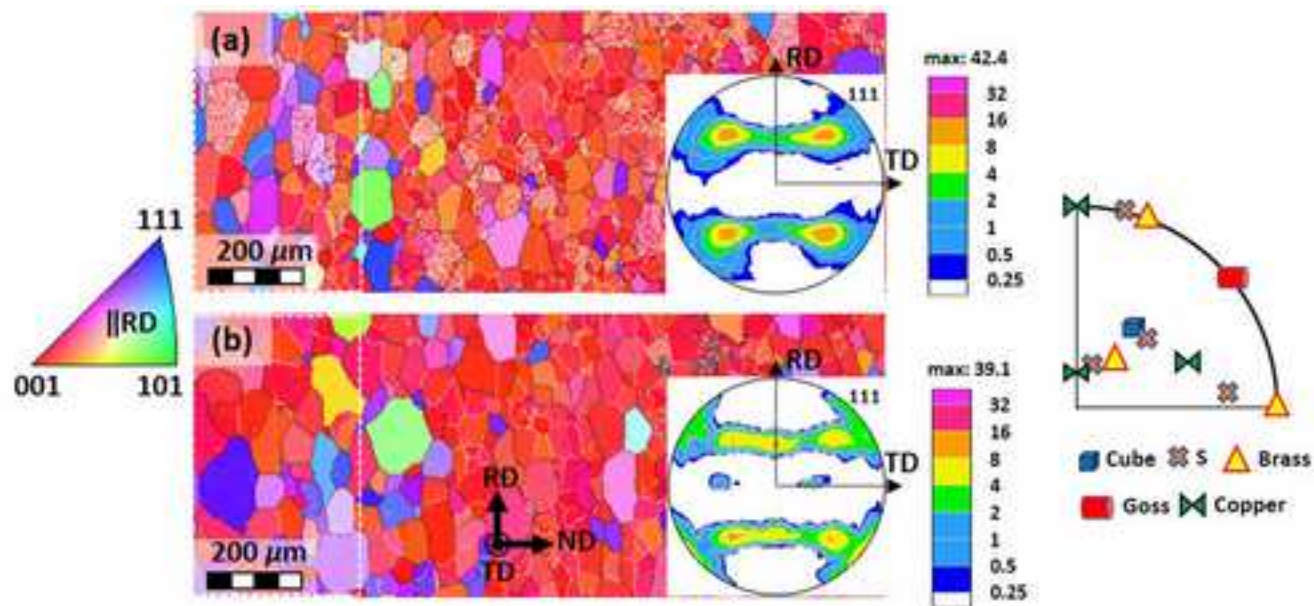 (a)
200 µm
RD
111
TD
max: 42.4
32
16
8
4
2
1
0.5
0.25
111
||RD
001
101
(b)
200 µm
RD
ND
TD
RD
111
TD
max: 39.1
32
16
8
4
2
1
0.5
0.25
Cube S Brass
Goss Copper